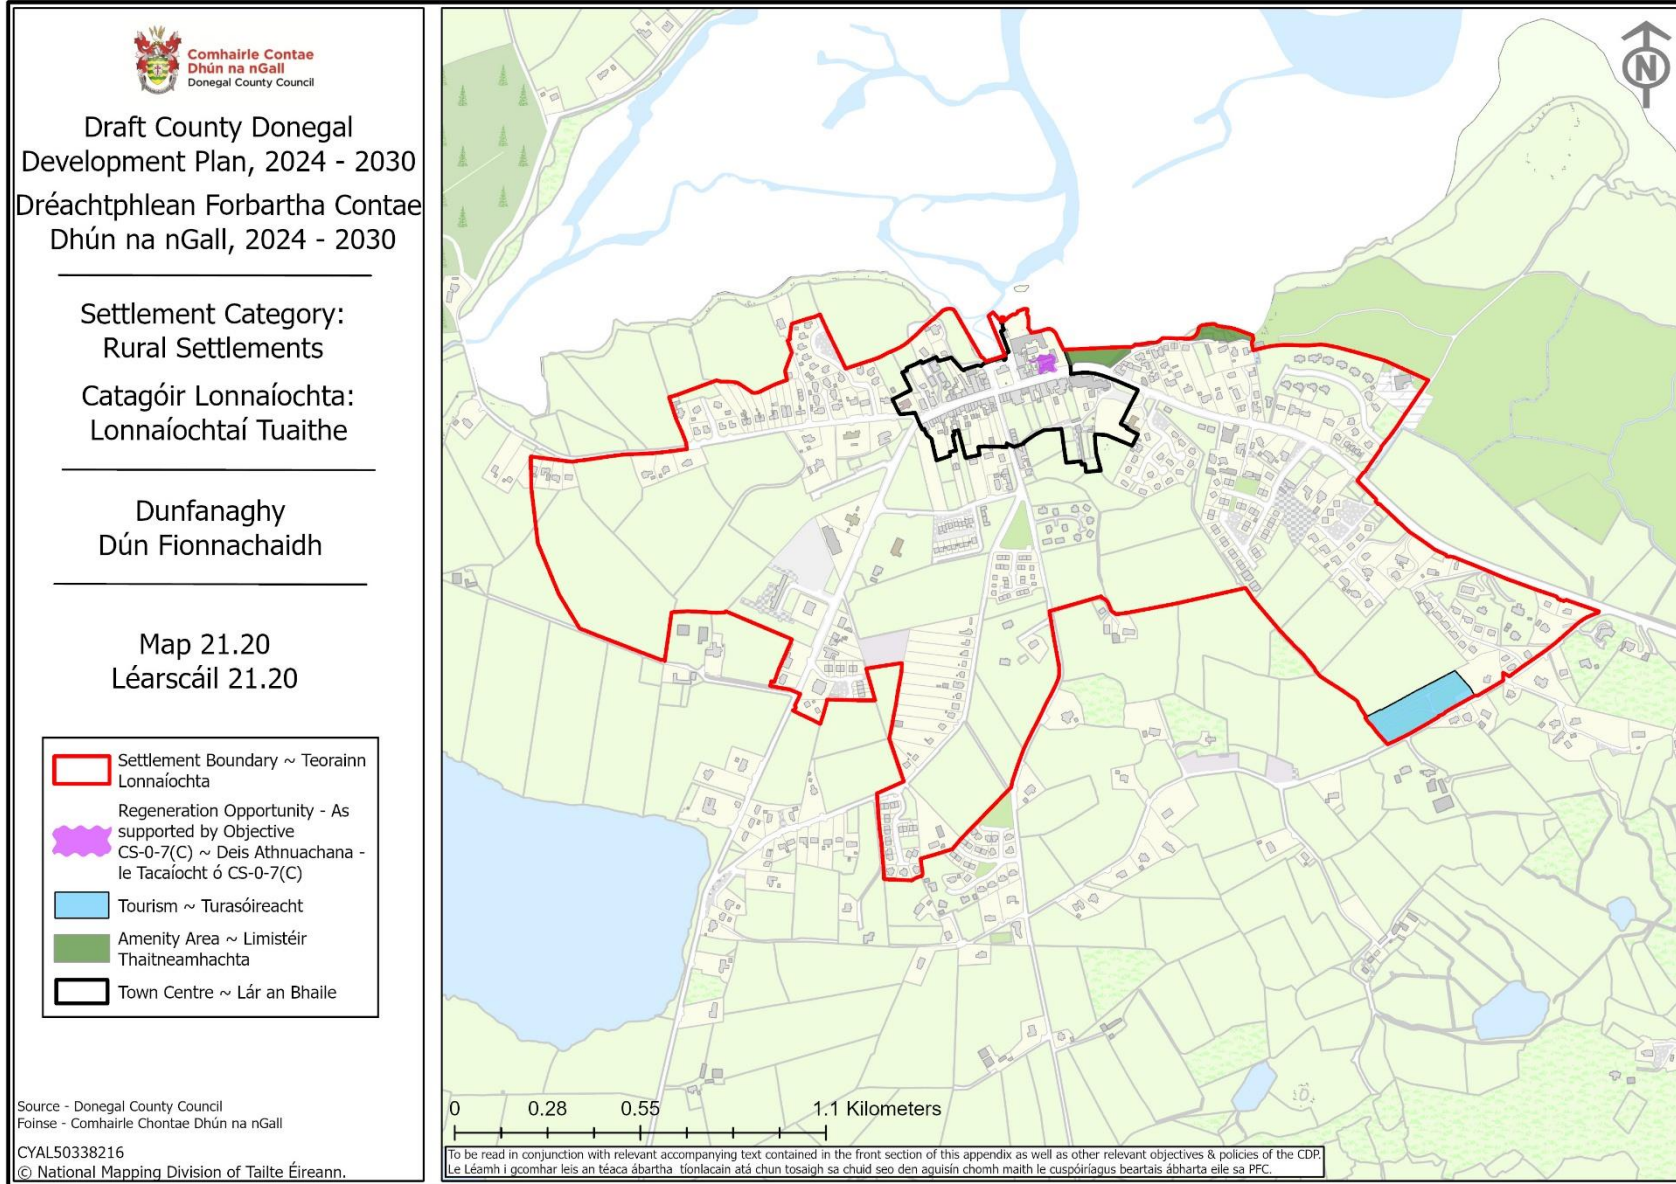 Comhairle Contae
Dhún na nGall
Donegal County Council
Draft County Donegal
Development Plan, 2024 - 2030
Dréachtphlean Forbartha Contae
Dhún na nGall, 2024 - 2030
Settlement Category:
Rural Settlements
Catagóir Lonnaíochta:
Lonnaíochtaí Tuaithe
Dunfanaghy
Dún Fionnachaidh
Map 21.20
Léarscáil 21.20
Settlement Boundary ~ Teorainn
Lonnaíochta
Regeneration Opportunity - As
supported by Objective
CS-0-7(C) ~ Deis Athnuachana -
le Tacaíocht ó CS-0-7(C)
Tourism ~ Turasóireacht
Amenity Area ~ Limistéir
Thaitneamhachta
Town Centre ~ Lár an Bhaile
Source - Donegal County Council
Foinse - Comhairle Chontae Dhún na nGall
CYAL50338216
© National Mapping Division of Tailte Éireann.
N
0 0.28 0.55 1.1 Kilometers
To be read in conjunction with relevant accompanying text contained in the front section of this appendix as well as other relevant objectives & policies of the CDP.
Le Léamh i gcomhar leis an téaca ábartha tíonlacain atá chun tosaigh sa chuid seo den aguisín chomh maith le cuspóiríagus beartais ábharta eile sa PFC.